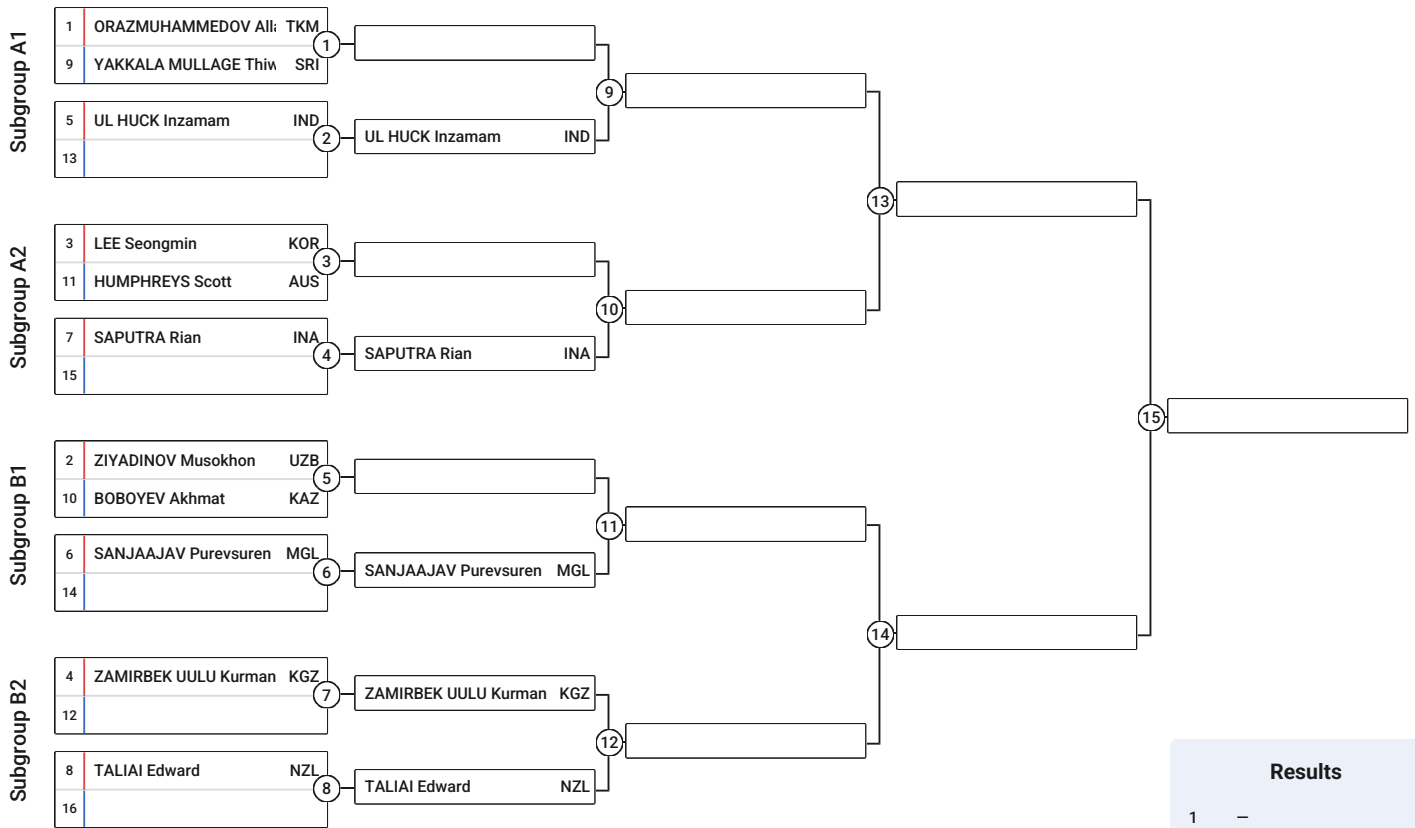 Subgroup A1
1 ORAZMUHAMMEDOV Alla TKM
9 YAKKALA MULLAGE Thiw SRI
1
5 UL HUCK Inzamam IND
13
2
UL HUCK Inzamam IND
9
Subgroup A2
3 LEE Seongmin KOR
11 HUMPHREYS Scott AUS
3
7 SAPUTRA Rian INA
15
4
SAPUTRA Rian INA
10
13
Subgroup B1
2 ZIYADINOV Musokhon UZB
10 BOBOYEV Akhmat KAZ
5
6 SANJAAJAV Purevsuren MGL
14
6
SANJAAJAV Purevsuren MGL
11
Subgroup B2
4 ZAMIRBEK UULU Kurman KGZ
12
7
ZAMIRBEK UULU Kurman KGZ
8 TALIAI Edward NZL
16
8
TALIAI Edward NZL
12
14
15
Results
1 –